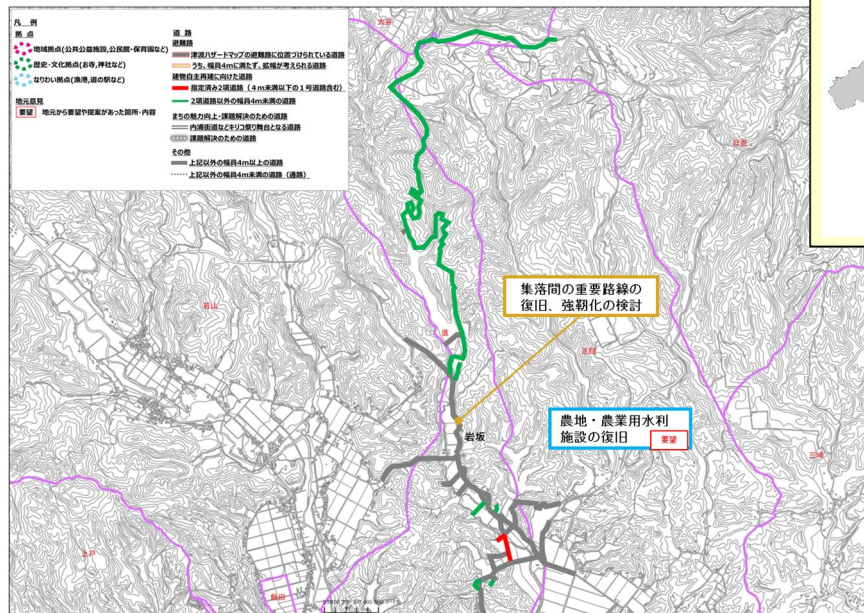 凡 例
拠 点
地域拠点(公共公益施設,公民館・保育園など)
歴史・文化拠点(お寺,神社など)
なりわい拠点(漁港,道の駅など)
地元意見
要望 地元から要望や提案があった箇所・内容
道 路
避難路
津波ハザードマップの避難路に位置づけられている道路
うち、幅員4mに満たず、拡幅が考えられる道路
建物自主再建に向けた道路
指定済み2項道路(4m未満以下の1号道路含む)
2項道路以外の幅員4m未満の道路
まちの魅力向上・課題解決のための道路
内浦街道などキリコ祭り舞台となる道路
課題解決のための道路
その他
上記以外の幅員4m以上の道路
上記以外の幅員4m未満の道路(通路)
大谷
若山
直
正院
三崎
上戸
飯田
岩坂
集落間の重要路線の
復旧、強靭化の検討
農地・農業用水利
施設の復旧 要望